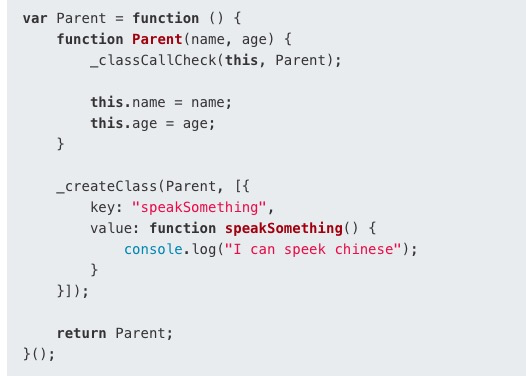 var Parent = function () {
    function Parent(name, age) {
        _classCallCheck(this, Parent);
        this.name = name;
        this.age = age;
    }
    _createClass(Parent, [{
        key: "speakSomething",
        value: function speakSomething() {
            console.log("I can speek chinese");
        }
    }]);
    return Parent;
}();